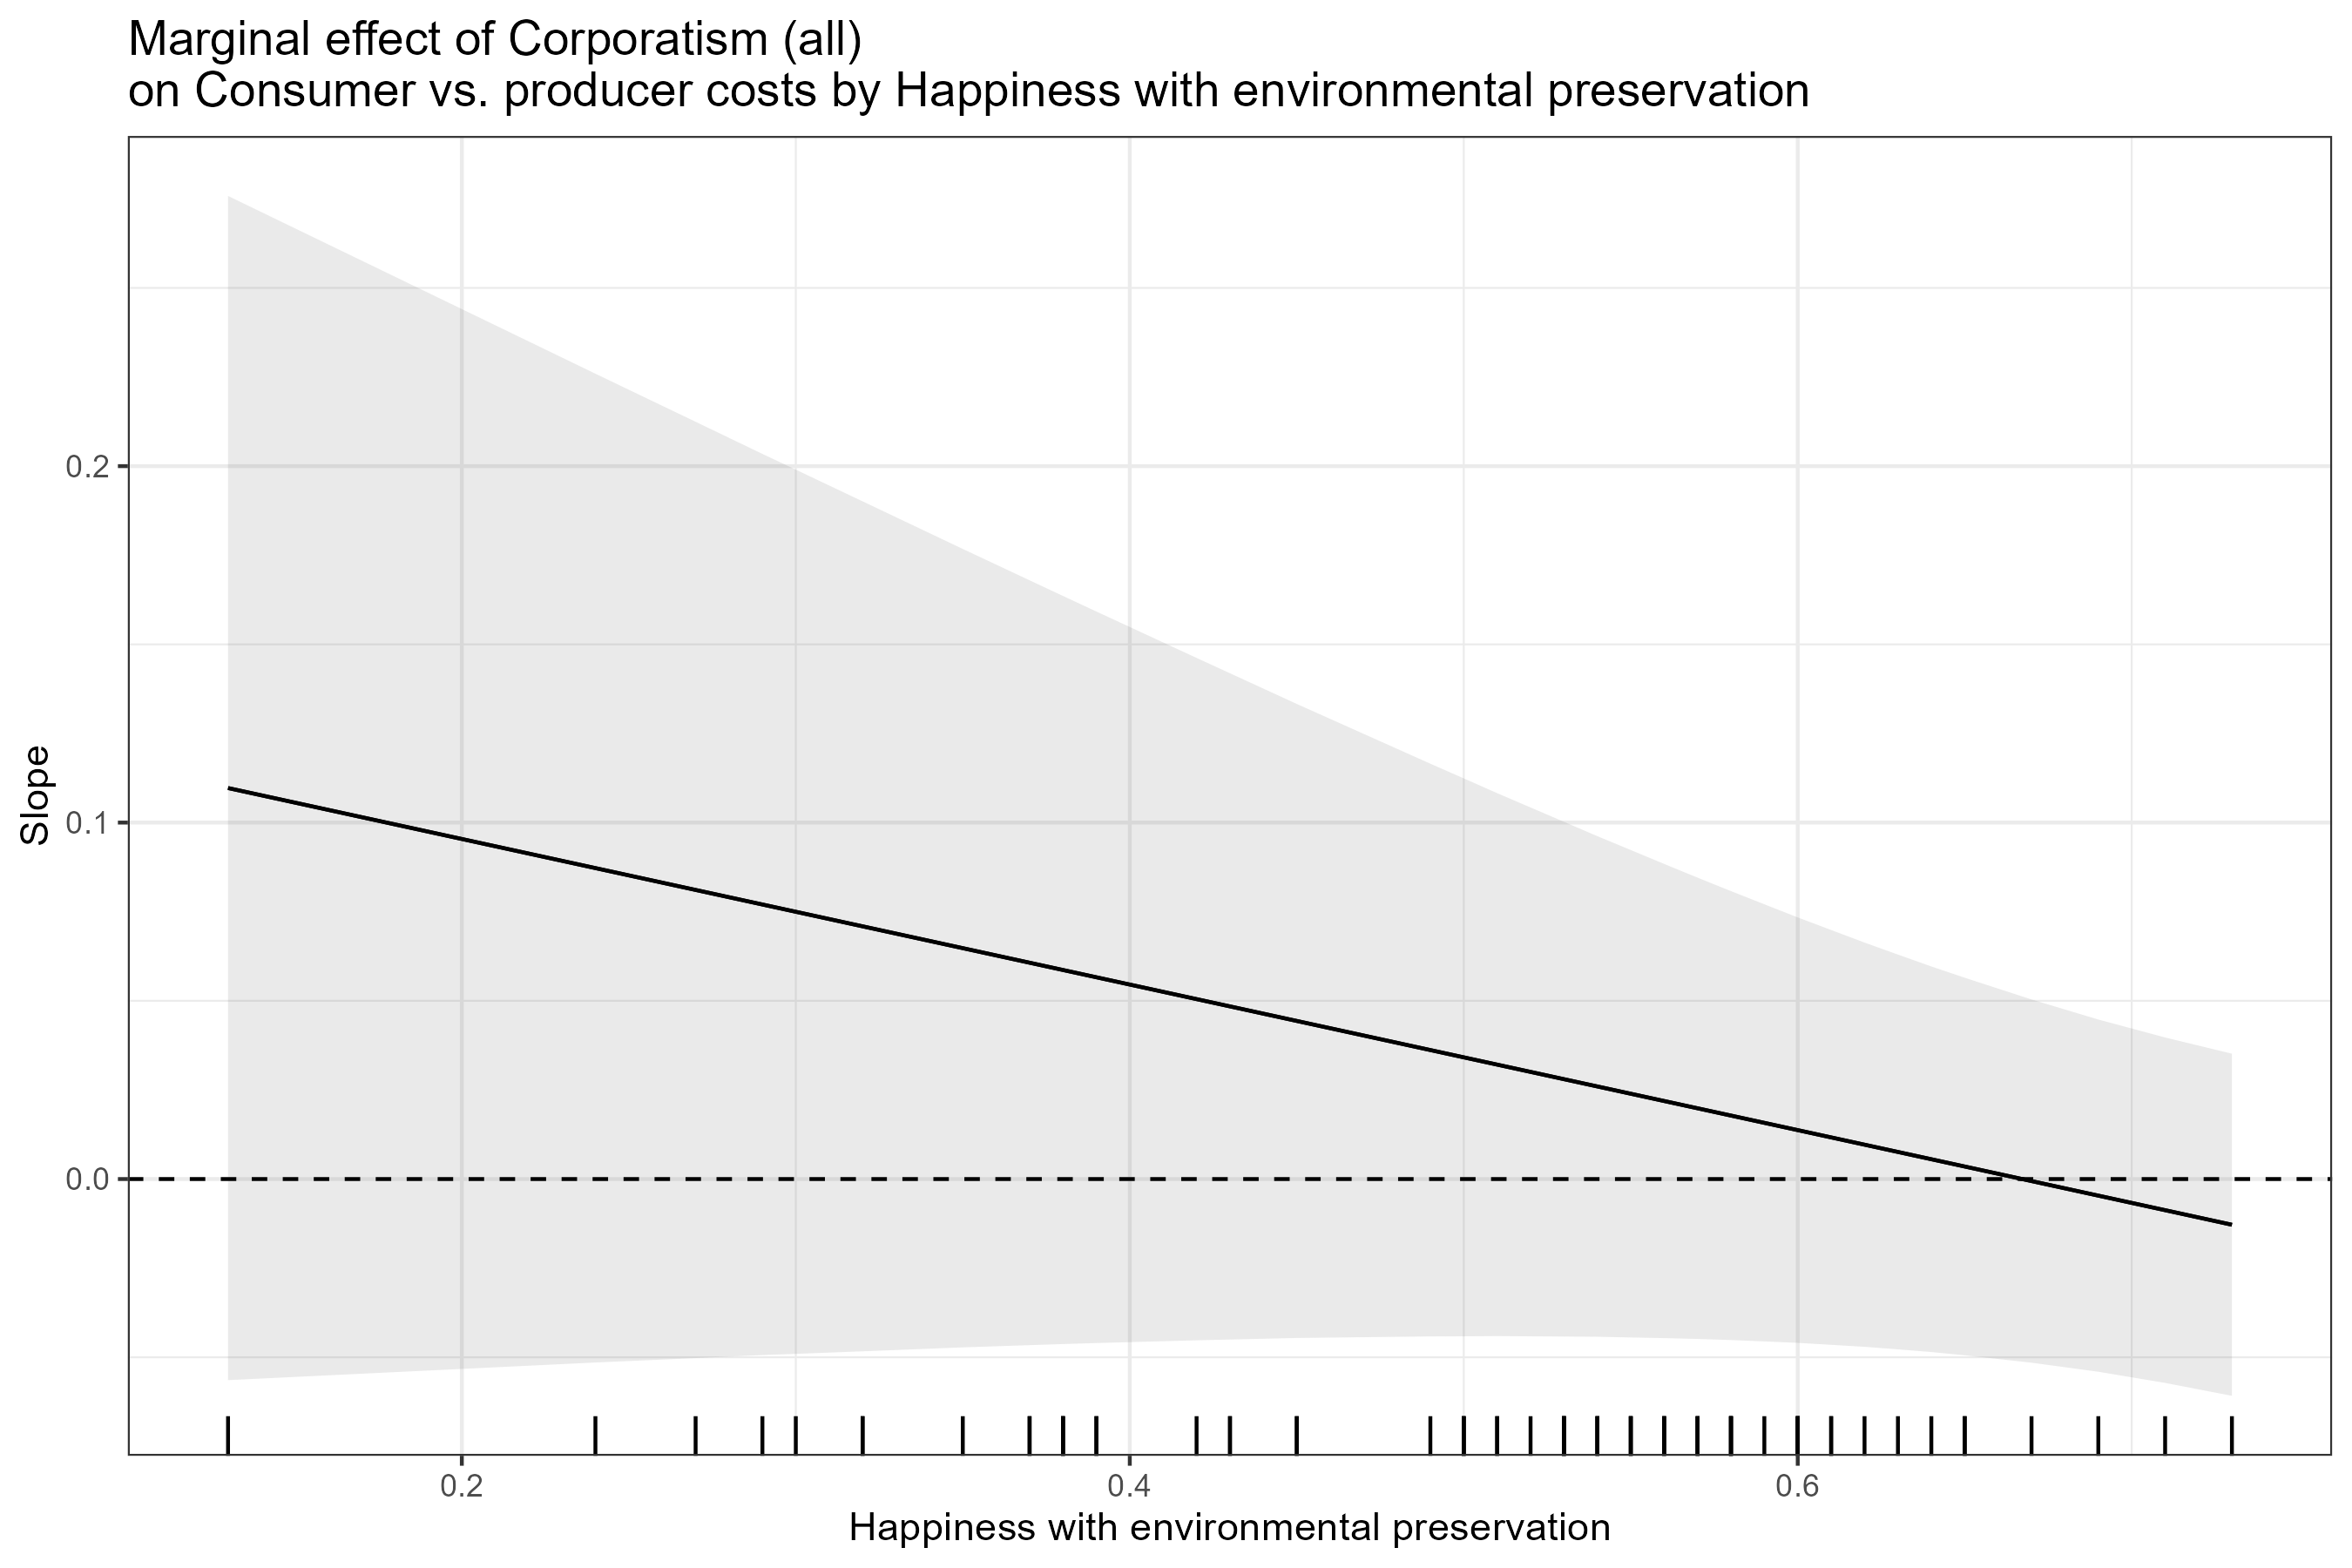 Marginal effect of Corporatism (all)
on Consumer vs. producer costs by Happiness with environmental preservation
Slope
0.2
0.1
0.0
0.2 0.4 0.6
Happiness with environmental preservation